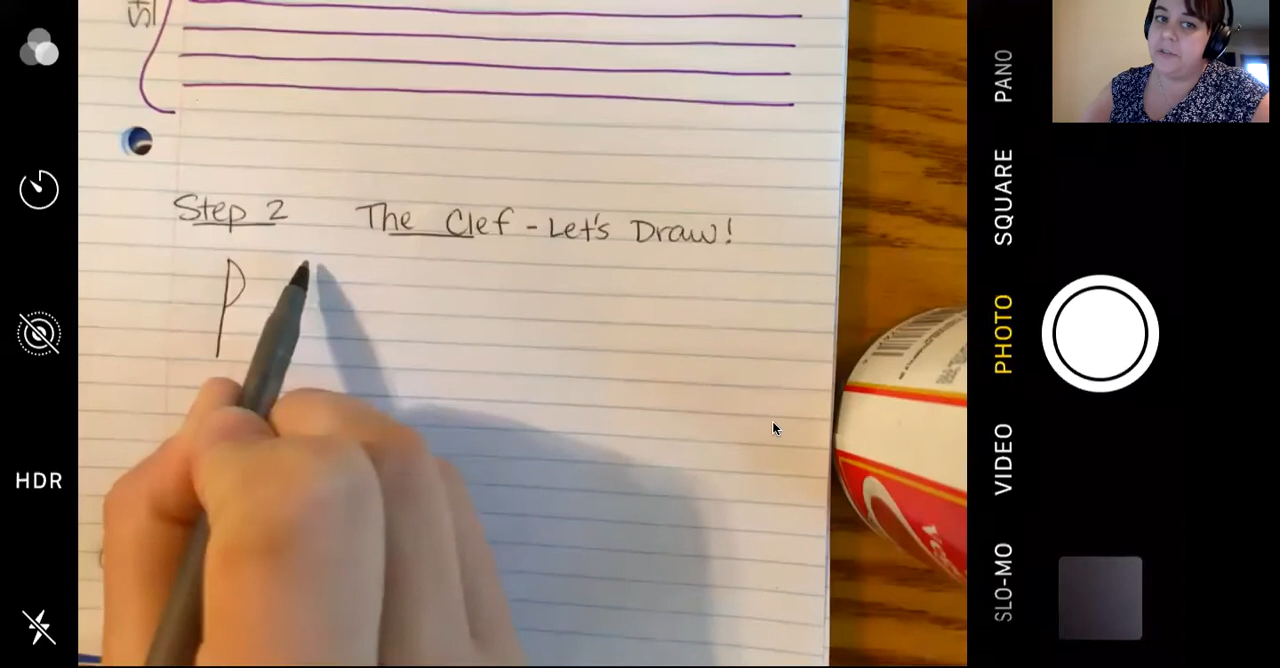 Step 2 The Clef - Let's Draw!
P
HDR
PANO
SQUARE
PHOTO
VIDEO
SLO-MO